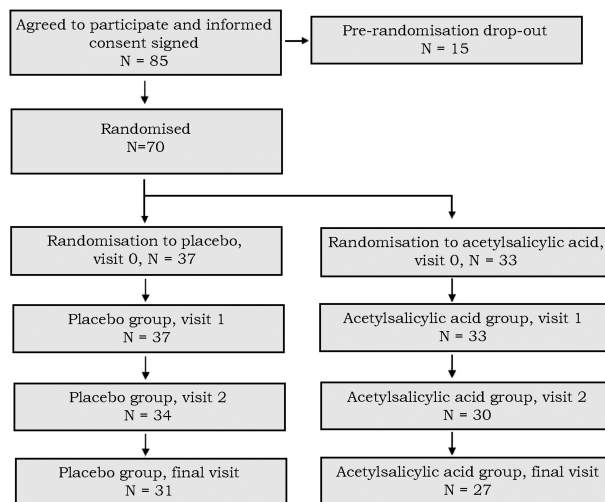 Agreed to participate and informed
consent signed
N = 85
Pre-randomisation drop-out
N = 15
Randomised
N=70
Randomisation to placebo,
visit 0, N = 37
Randomisation to acetylsalicylic acid,
visit 0, N = 33
Placebo group, visit 1
N = 37
Acetylsalicylic acid group, visit 1
N = 33
Placebo group, visit 2
N = 34
Acetylsalicylic acid group, visit 2
N = 30
Placebo group, final visit
N = 31
Acetylsalicylic acid group, final visit
N = 27